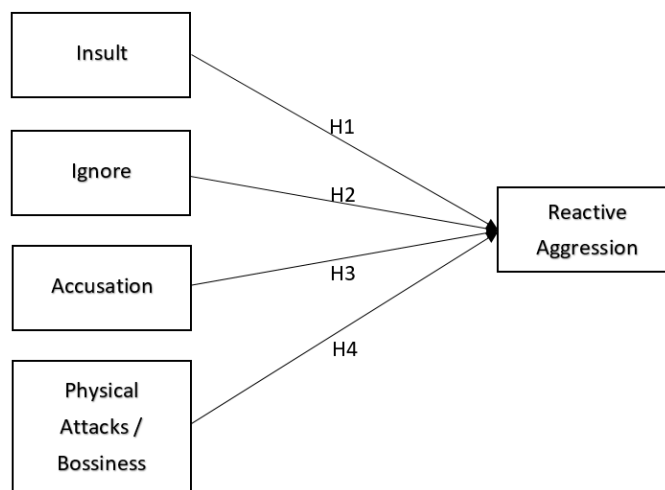 Insult
H1
Ignore
H2
Reactive
Aggression
Accusation
H3
H4
Physical
Attacks /
Bossiness